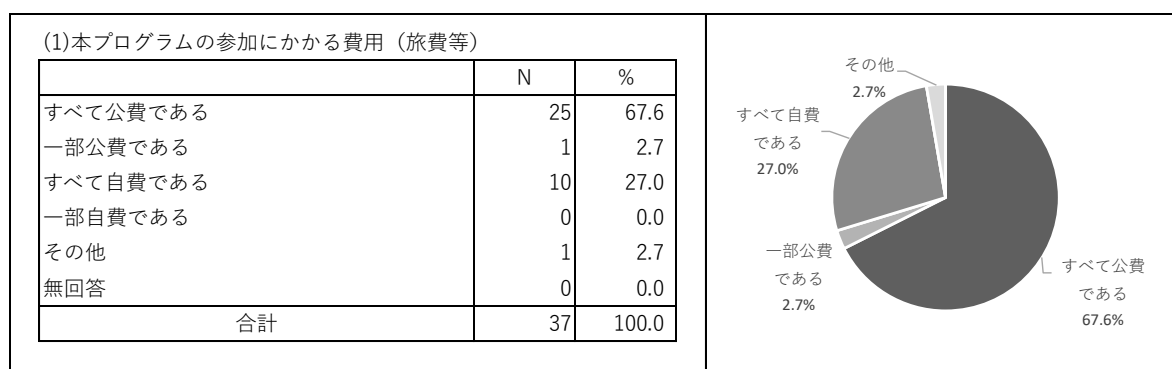 (1)本プログラムの参加にかかる費用（旅費等）
N %
すべて公費である 25 67.6
一部公費である 1 2.7
すべて自費である 10 27.0
一部自費である 0 0.0
その他 1 2.7
無回答 0 0.0
合計 37 100.0
その他
2.7%
すべて自費
である
27.0%
一部公費
である
2.7%
すべて公費
である
67.6%